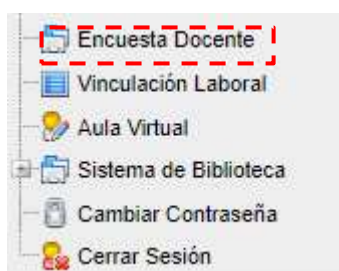 Encuesta Docente
Vinculación Laboral
Aula Virtual
Sistema de Biblioteca
Cambiar Contraseña
Cerrar Sesión